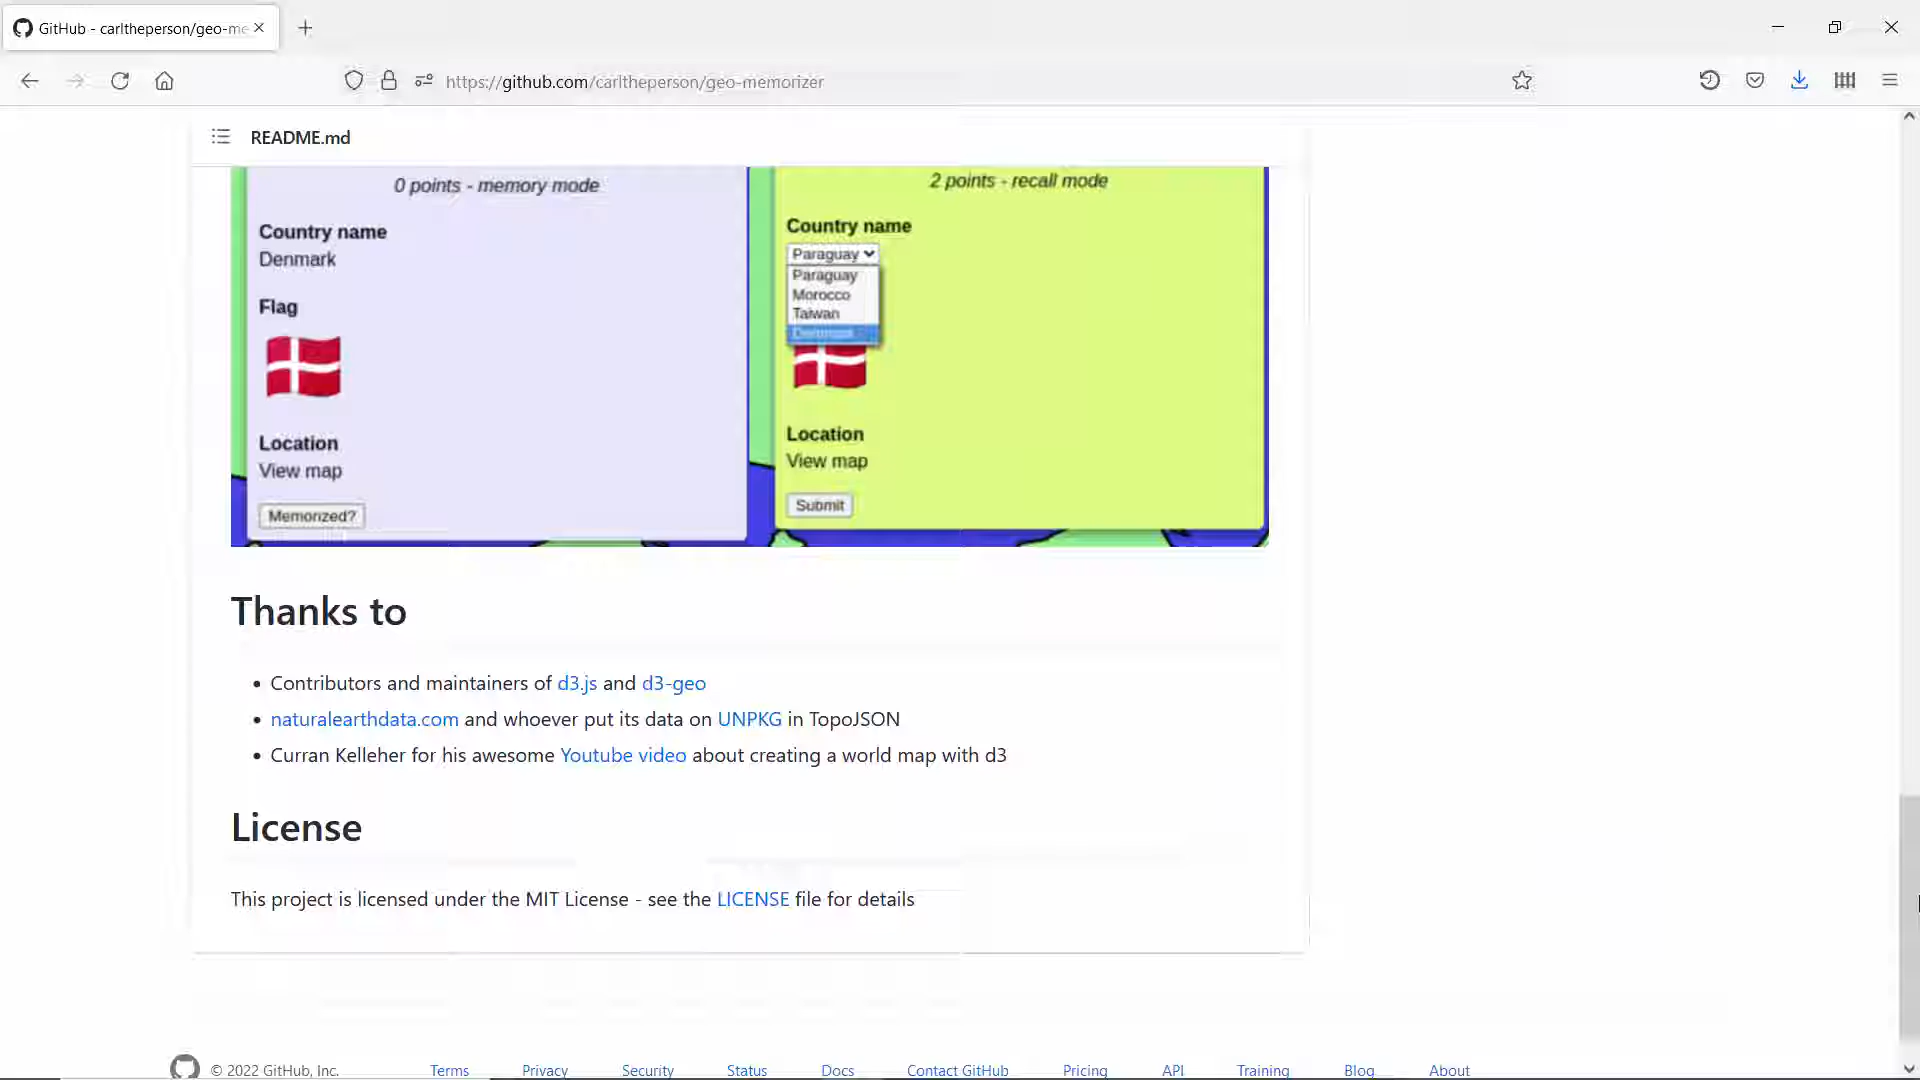 GitHub - carltheperson/geo-me
https://github.com/carltheperson/geo-memorizer
README.md
0 points - memory mode
Country name
Denmark
Flag
Location
View map
Memorized?
2 points - recall mode
Country name
Paraguay
Paraguay
Morocco
Taiwan
Denmark
Location
View map
Submit
Thanks to
• Contributors and maintainers of d3.js and d3-geo
• naturalearthdata.com and whoever put its data on UNPKG in TopoJSON
• Curran Kelleher for his awesome Youtube video about creating a world map with d3
License
This project is licensed under the MIT License - see the LICENSE file for details
© 2022 GitHub, Inc. Terms Privacy Security Status Docs Contact GitHub Pricing API Training Blog About